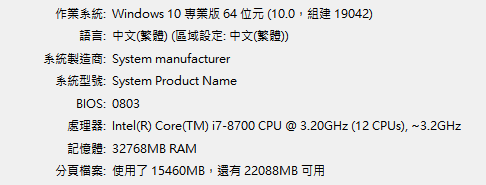 作業系統: Windows 10 專業版 64 位元 (10.0，組建 19042)
語言: 中文(繁體) (區域設定: 中文(繁體))
系統製造商: System manufacturer
系統型號: System Product Name
BIOS: 0803
處理器: Intel(R) Core(TM) i7-8700 CPU @ 3.20GHz (12 CPUs), ~3.2GHz
記憶體: 32768MB RAM
分頁檔案: 使用了 15460MB，還有 22088MB 可用